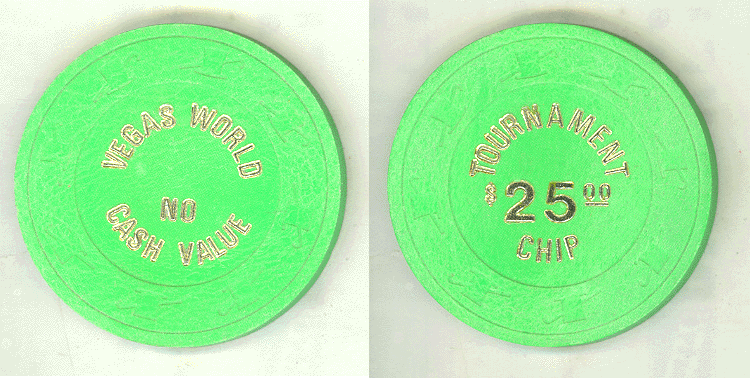 VEGAS WORLD
NO
CASH VALUE
TOURNAMENT
$25.00
CHIP